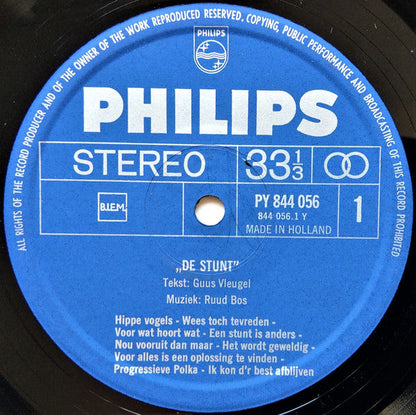 ALL RIGHTS OF THE RECORD PRODUCER AND OF THE OWNER OF THE WORK REPRODUCED RESERVED. COPYING, PUBLIC PERFORMANCE AND BROADCASTING OF THIS RECORD PROHIBITED
PHILIPS
PHILIPS
STEREO 33 1/3
B.I.E.M. PY 844 056 1
844 056.1 Y
MADE IN HOLLAND
„DE STUNT"
Tekst: Guus Vleugel
Muziek: Ruud Bos
Hippe vogels - Wees toch tevreden -
Voor wat hoort wat - Een stunt is anders -
Nou vooruit dan maar - Het wordt geweldig -
Voor alles is een oplossing te vinden -
Progressieve Polka - Ik kon d'r best afblijven